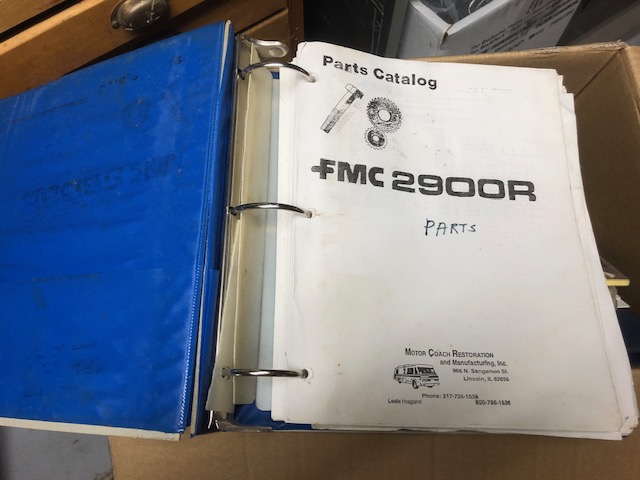 Parts Catalog
FMC 2900R
PARTS
MOTOR COACH RESTORATION
and Manufacturing, Inc.
966 N. Sangamon St.
Lincoln, IL 62656
Phone: 217-735-1536
Leslie Hoagland 800-786-1536